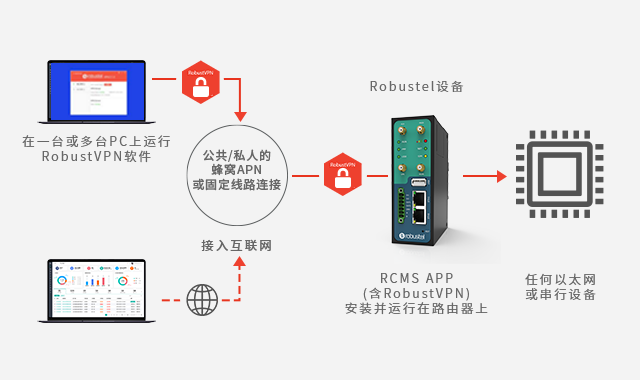 RobustVPN
Robustel设备
在一台或多台PC上运行
RobustVPN软件
公共/私人的
蜂窝APN
或固定线路连接
RobustVPN
robustel
接入互联网
RCMS APP
(含RobustVPN)
安装并运行在路由器上
任何以太网
或串行设备